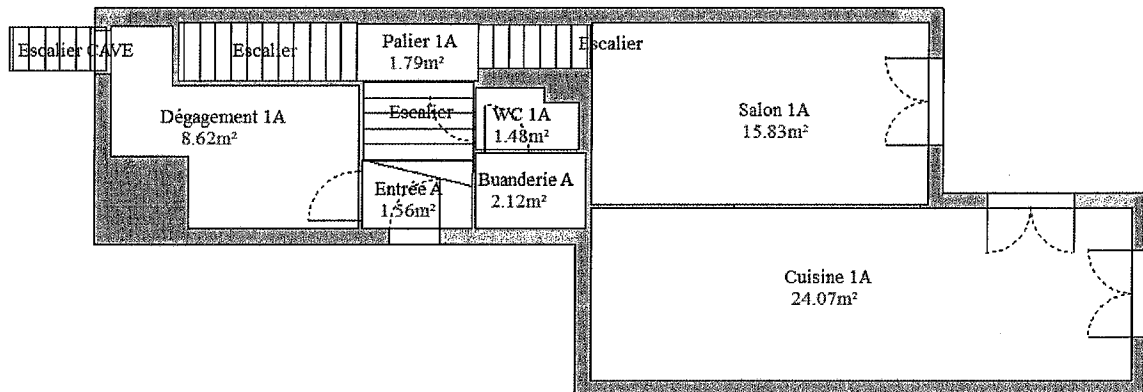 Escalier CAVE
Escalier
Palier 1A
1.79m²
Escalier
Dégagement 1A
8.62m²
Escalier
WC 1A
1.48m²
Salon 1A
15.83m²
Entrée A
1.56m²
Buanderie A
2.12m²
Cuisine 1A
24.07m²